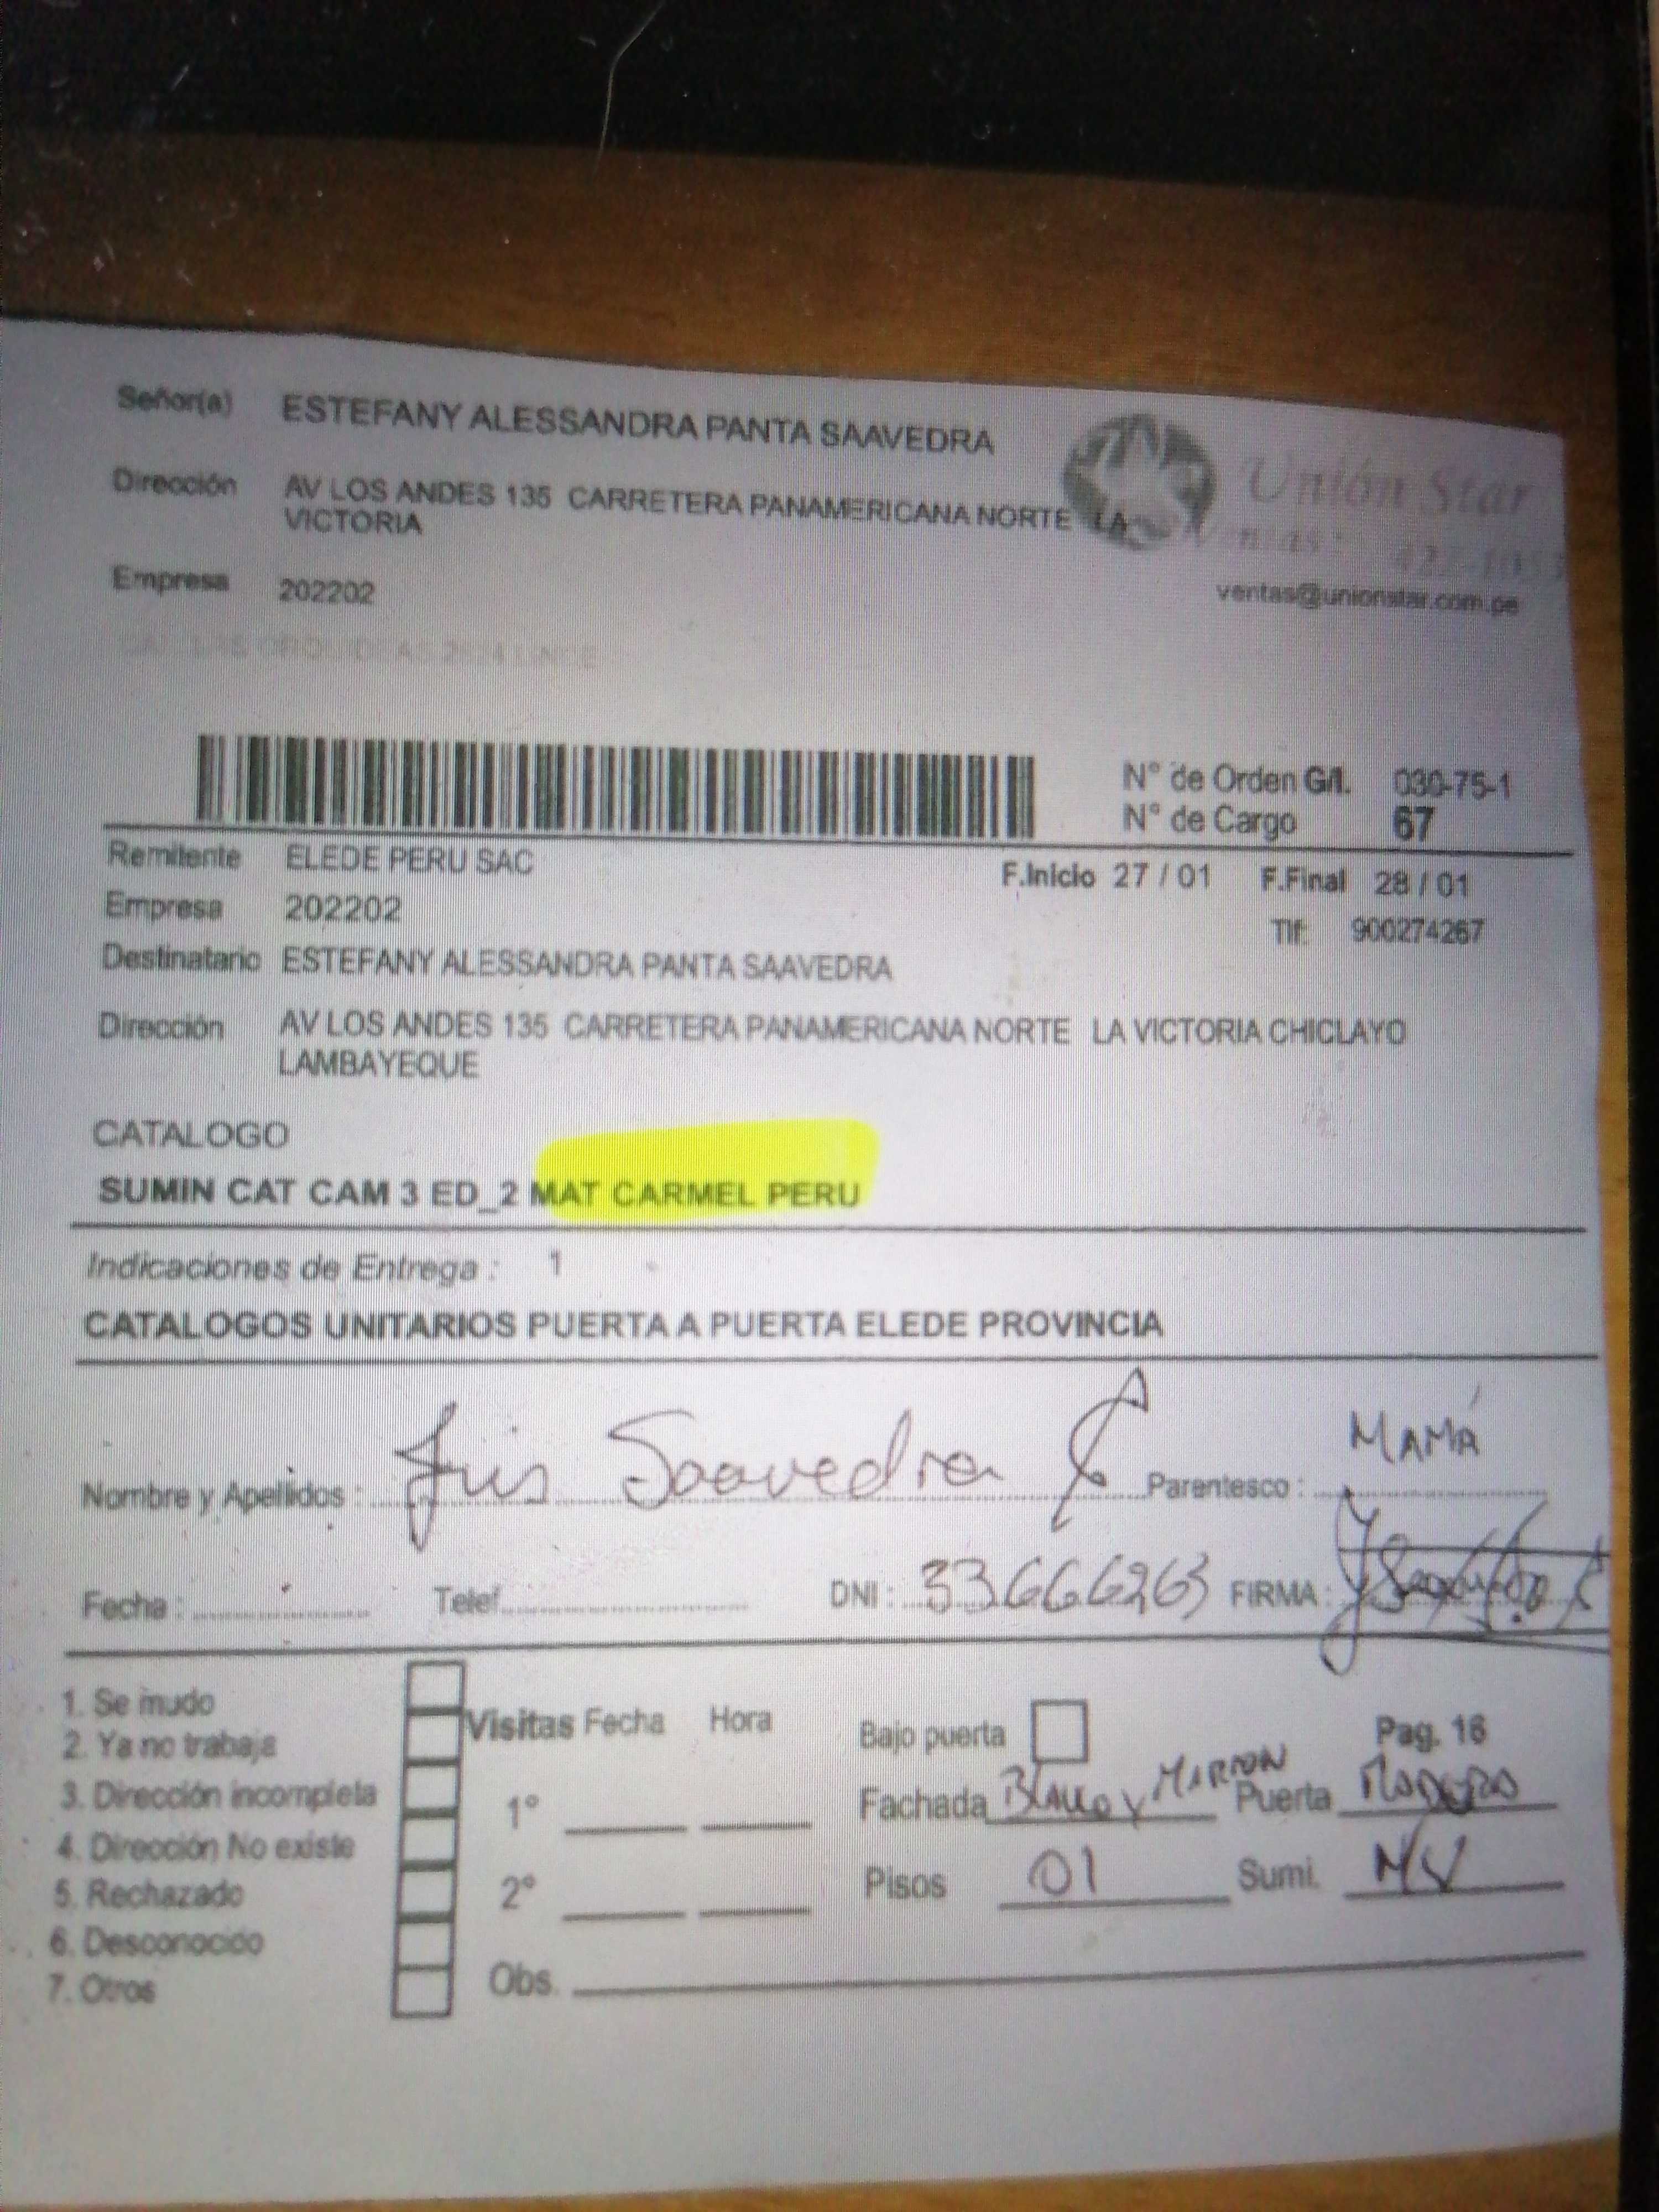 Señor(a) ESTEFANY ALESSANDRA PANTA SAAVEDRA
Unión Star
Dirección AV LOS ANDES 135 CARRETERA PANAMERICANA NORTE LA
VICTORIA
Empresa 202202
ventas@unionstar.com.pe
N° de Orden G/I. 030-75-1
N° de Cargo 67
Remitente ELEDE PERU SAC F.Inicio 27 / 01 F.Final 28 / 01
Empresa 202202 Tlf: 900274267
Destinatario ESTEFANY ALESSANDRA PANTA SAAVEDRA
Dirección AV LOS ANDES 135 CARRETERA PANAMERICANA NORTE LA VICTORIA CHICLAYO
LAMBAYEQUE
CATALOGO
SUMIN CAT CAM 3 ED_2 MAT CARMEL PERU
Indicaciones de Entrega : 1
CATALOGOS UNITARIOS PUERTA A PUERTA ELEDE PROVINCIA
Nombre y Apellidos : Saavedra Parentesco : MAMÁ
Fecha : Telef. DNI : 33666263 FIRMA :
1. Se mudo
2. Ya no trabaja
3. Dirección incompleta
4. Dirección No existe
5. Rechazado
6. Desconocido
7. Otros
Visitas Fecha Hora
1°
2°
Obs.
Bajo puerta Pag. 16
Fachada Blanco y MARRON Puerta MADERA
Pisos 01 Sumi.